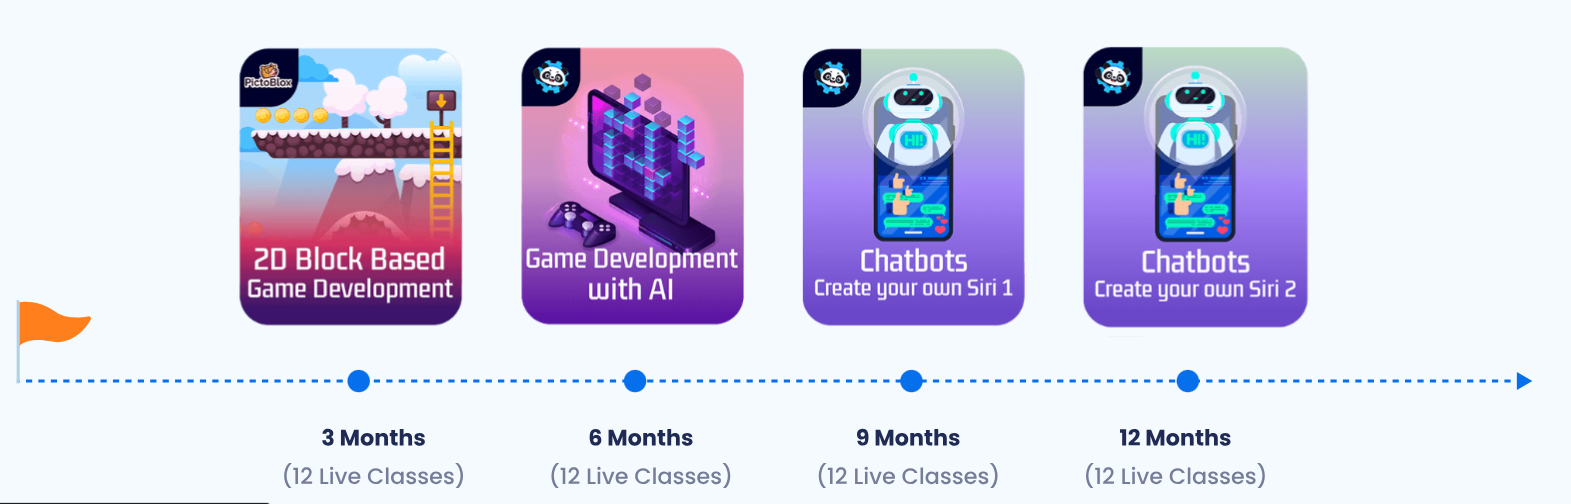 PictoBlox
2D Block Based
Game Development
Game Development
with AI
HI!
Chatbots
Create your own Siri 1
HI!
Chatbots
Create your own Siri 2
3 Months
(12 Live Classes)
6 Months
(12 Live Classes)
9 Months
(12 Live Classes)
12 Months
(12 Live Classes)